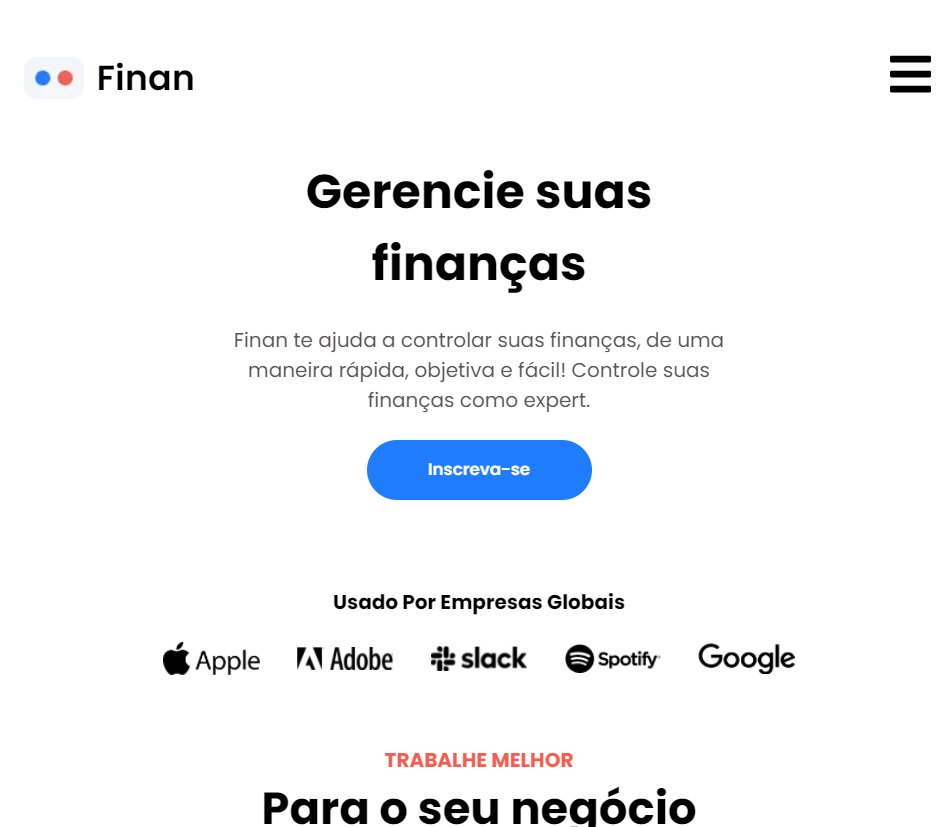 Finan
Gerencie suas
finanças
Finan te ajuda a controlar suas finanças, de uma
maneira rápida, objetiva e fácil! Controle suas
finanças como expert.
Inscreva-se
Usado Por Empresas Globais
Apple Adobe slack Spotify Google
TRABALHE MELHOR
Para o seu negócio